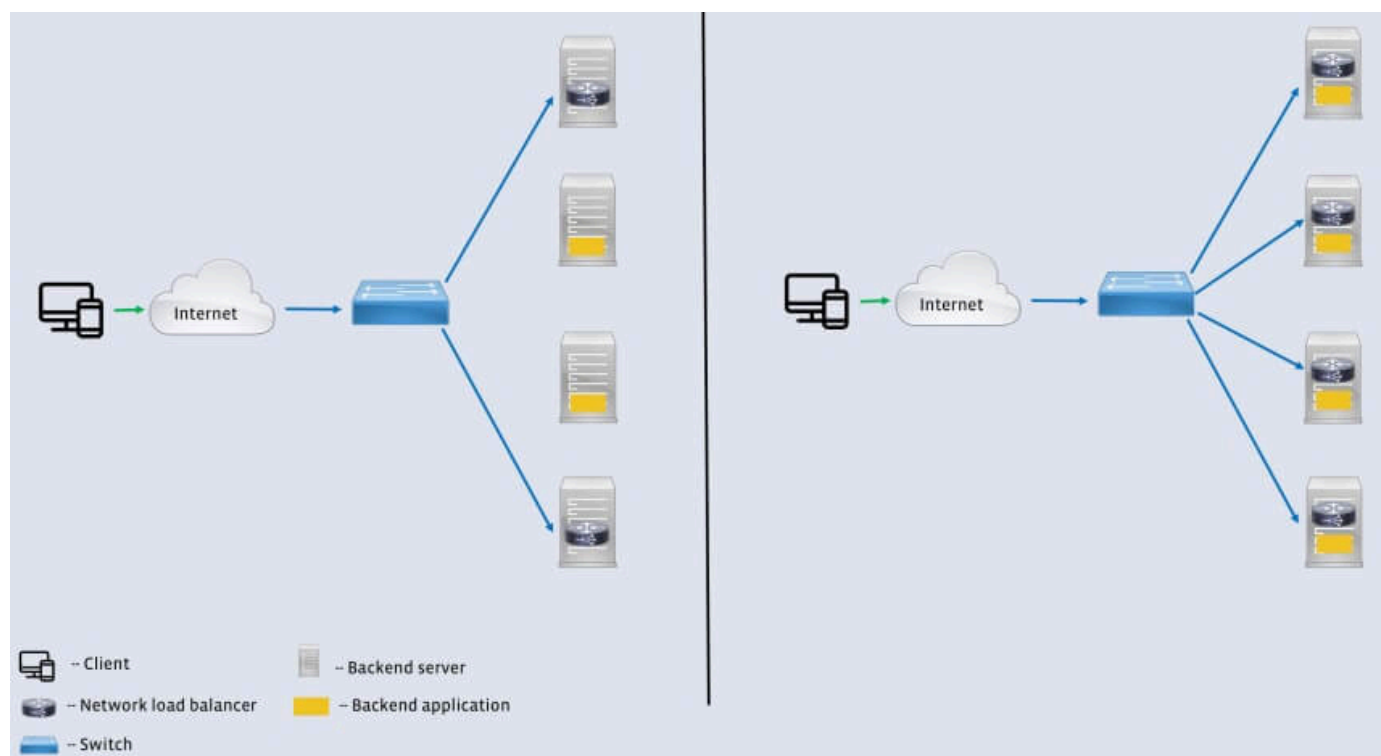 Internet
Internet
-- Client
-- Backend server
-- Network load balancer
-- Backend application
-- Switch